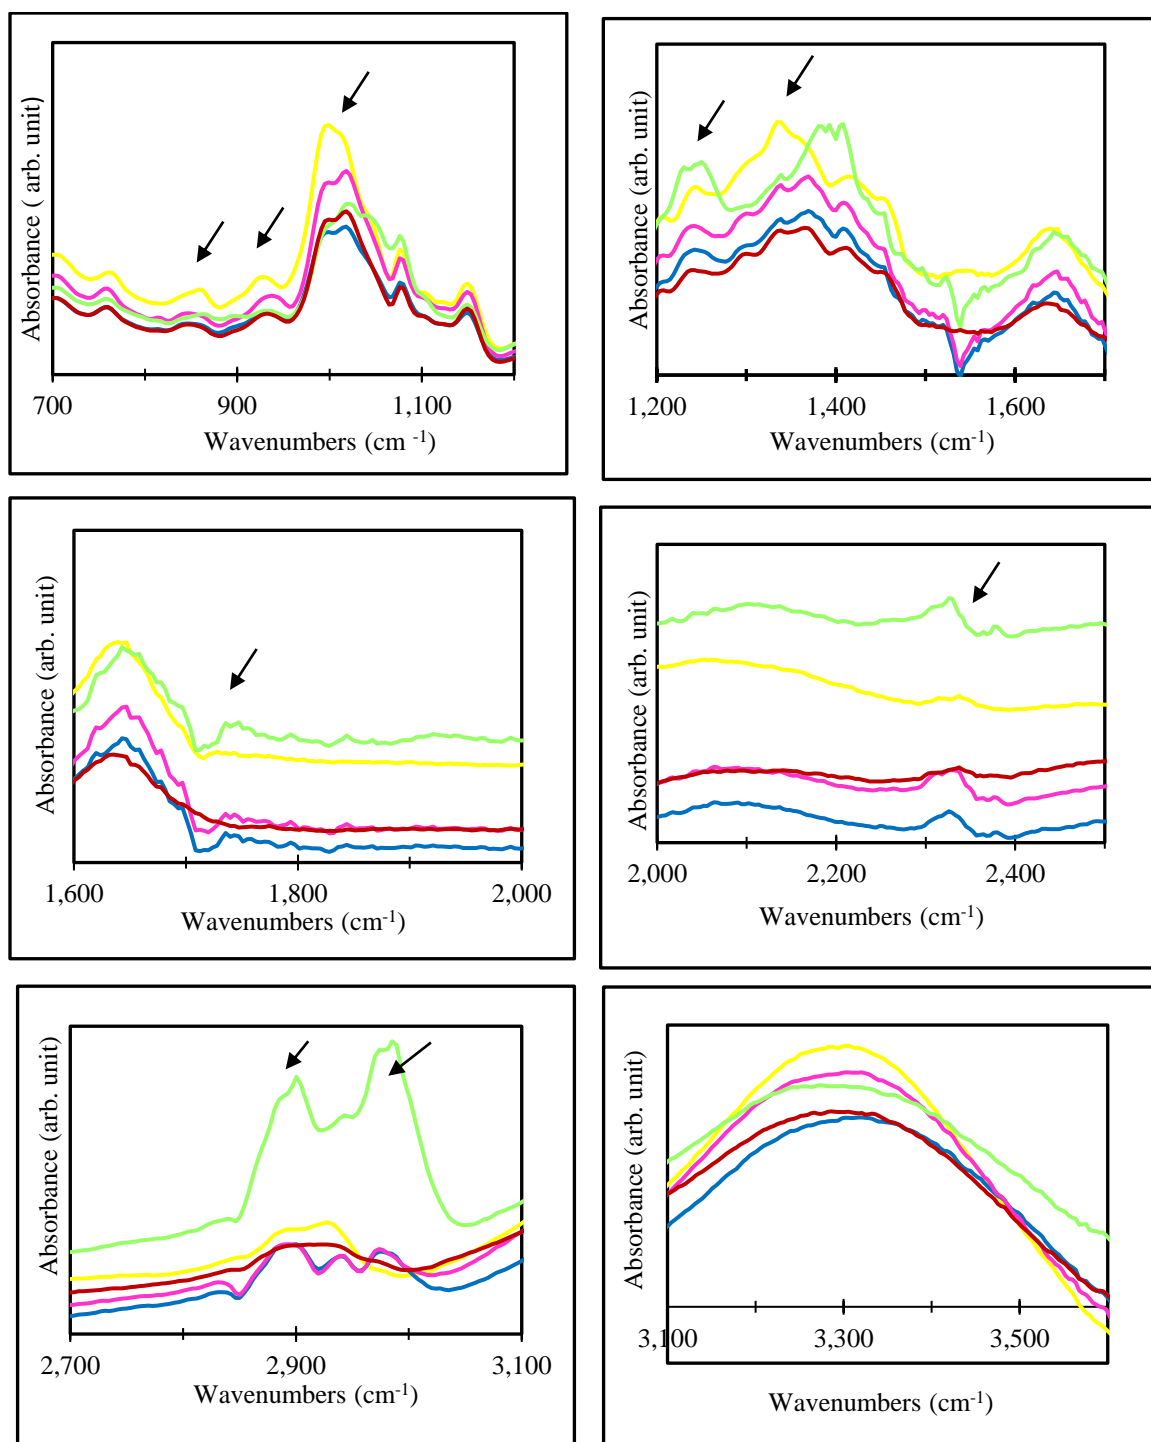 Absorbance ( arb. unit)
700
900
1,100
Wavenumbers (cm -1)
Absorbance (arb. unit)
1,200
1,400
1,600
Wavenumbers (cm-1)
Absorbance (arb. unit)
1,600
1,800
2,000
Wavenumbers (cm-1)
Absorbance (arb. unit)
2,000
2,200
2,400
Wavenumbers (cm-1)
Absorbance (arb. unit)
2,700
2,900
3,100
Wavenumbers (cm-1)
Absorbance (arb. unit)
3,100
3,300
3,500
Wavenumbers (cm-1)